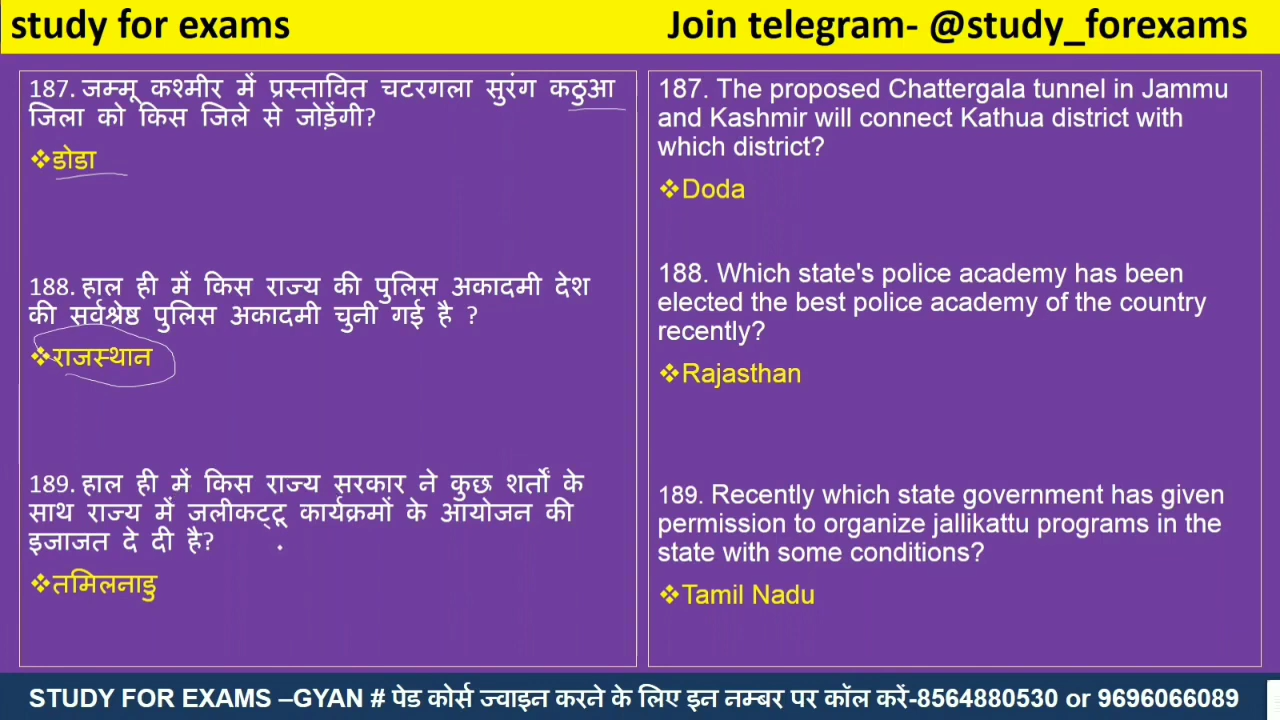 study for exams
Join telegram- @study_forexams
187. जम्मू कश्मीर में प्रस्तावित चटरगला सुरंग कठुआ
जिला को किस जिले से जोड़ेंगी?
❖डोडा
188. हाल ही में किस राज्य की पुलिस अकादमी देश
की सर्वश्रेष्ठ पुलिस अकादमी चुनी गई है ?
❖राजस्थान
189. हाल ही में किस राज्य सरकार ने कुछ शर्तों के
साथ राज्य में जलीकट्टू कार्यक्रमों के आयोजन की
इजाजत दे दी है?
❖तमिलनाडु
187. The proposed Chattergala tunnel in Jammu
and Kashmir will connect Kathua district with
which district?
❖Doda
188. Which state's police academy has been
elected the best police academy of the country
recently?
❖Rajasthan
189. Recently which state government has given
permission to organize jallikattu programs in the
state with some conditions?
❖Tamil Nadu
STUDY FOR EXAMS –GYAN # पेड कोर्स ज्वाइन करने के लिए इन नम्बर पर कॉल करें-8564880530 or 9696066089